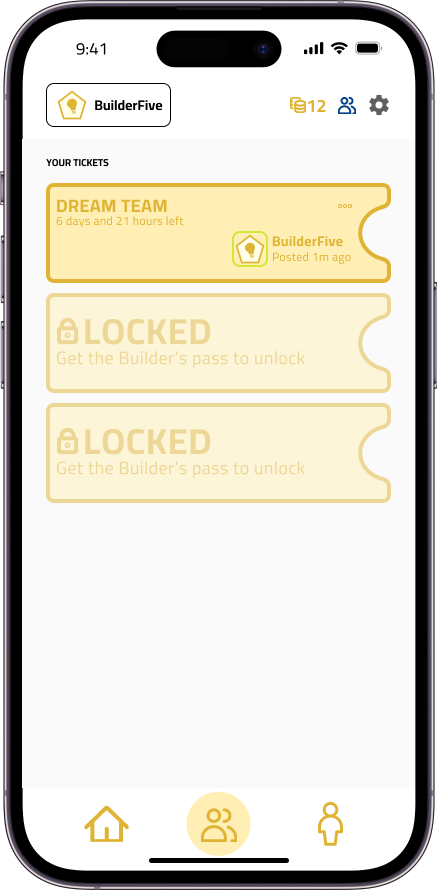 9:41
BuilderFive
12
YOUR TICKETS
DREAM TEAM
6 days and 21 hours left
BuilderFive
Posted 1m ago
LOCKED
Get the Builder's pass to unlock
LOCKED
Get the Builder's pass to unlock